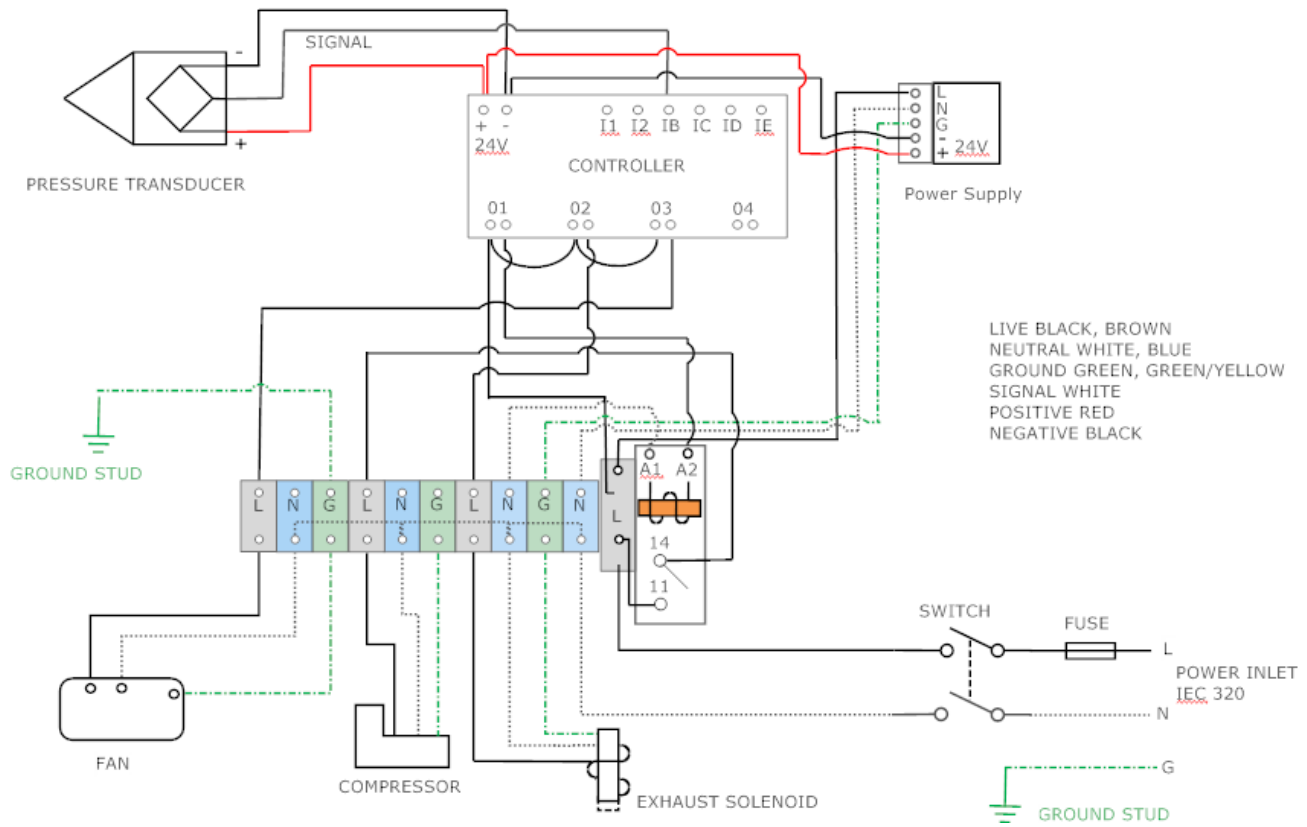 -
SIGNAL
+
PRESSURE TRANSDUCER
+ -
24V
I1 I2 IB IC ID IE
CONTROLLER
01 02 03 04
L
N
G
-
+ 24V
Power Supply
LIVE BLACK, BROWN
NEUTRAL WHITE, BLUE
GROUND GREEN, GREEN/YELLOW
SIGNAL WHITE
POSITIVE RED
NEGATIVE BLACK
GROUND STUD
L N G L N G L N G N
L
A1 A2
14
11
SWITCH
FUSE
L
POWER INLET
IEC 320
N
G
GROUND STUD
FAN
COMPRESSOR
EXHAUST SOLENOID